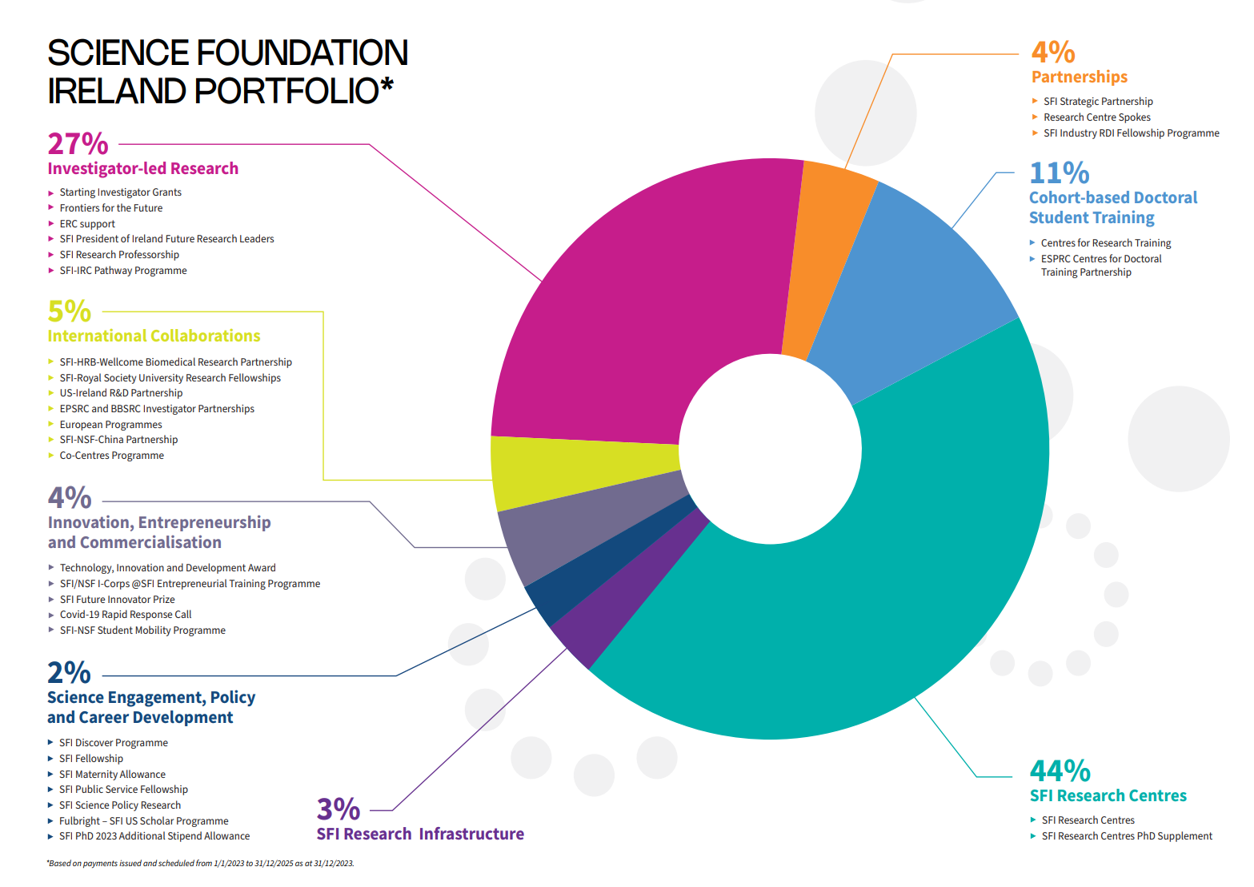 SCIENCE FOUNDATION
IRELAND PORTFOLIO*
27%
Investigator-led Research
Starting Investigator Grants
Frontiers for the Future
ERC support
SFI President of Ireland Future Research Leaders
SFI Research Professorship
SFI-IRC Pathway Programme
5%
International Collaborations
SFI-HRB-Wellcome Biomedical Research Partnership
SFI-Royal Society University Research Fellowships
US-Ireland R&D Partnership
EPSRC and BBSRC Investigator Partnerships
European Programmes
SFI-NSF-China Partnership
Co-Centres Programme
4%
Innovation, Entrepreneurship
and Commercialisation
Technology, Innovation and Development Award
SFI/NSF I-Corps @SFI Entrepreneurial Training Programme
SFI Future Innovator Prize
Covid-19 Rapid Response Call
SFI-NSF Student Mobility Programme
2%
Science Engagement, Policy
and Career Development
SFI Discover Programme
SFI Fellowship
SFI Maternity Allowance
SFI Public Service Fellowship
SFI Science Policy Research
Fulbright – SFI US Scholar Programme
SFI PhD 2023 Additional Stipend Allowance
3%
SFI Research Infrastructure
4%
Partnerships
SFI Strategic Partnership
Research Centre Spokes
SFI Industry RDI Fellowship Programme
11%
Cohort-based Doctoral
Student Training
Centres for Research Training
ESPRC Centres for Doctoral
Training Partnership
44%
SFI Research Centres
SFI Research Centres
SFI Research Centres PhD Supplement
*Based on payments issued and scheduled from 1/1/2023 to 31/12/2025 as at 31/12/2023.